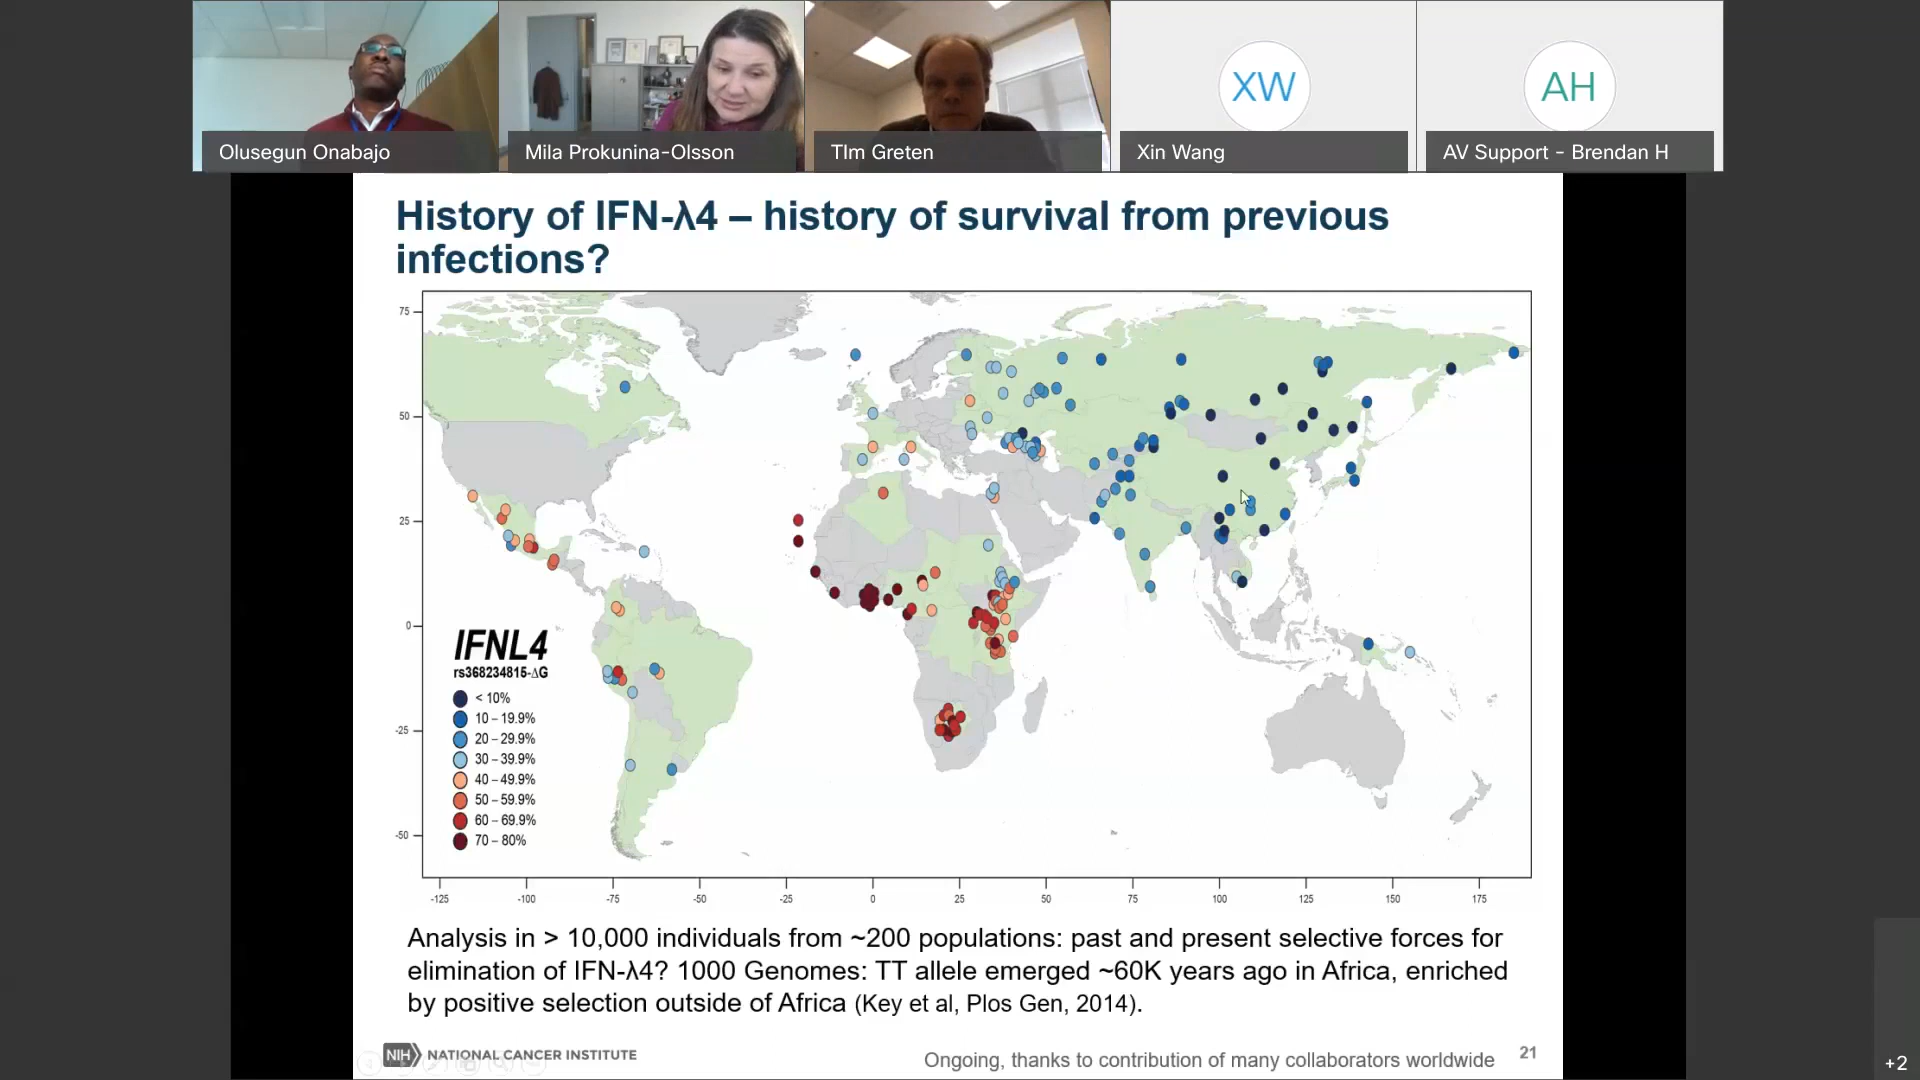 Olusegun Onabajo
Mila Prokunina-Olsson
TIm Greten
XW
Xin Wang
AH
AV Support - Brendan H
History of IFN-λ4 – history of survival from previous
infections?
75
50
25
0
-25
-50
IFNL4
rs368234815-ΔG
< 10%
10 – 19.9%
20 – 29.9%
30 – 39.9%
40 – 49.9%
50 – 59.9%
60 – 69.9%
70 – 80%
-125 -100 -75 -50 -25 0 25 50 75 100 125 150 175
Analysis in > 10,000 individuals from ~200 populations: past and present selective forces for
elimination of IFN-λ4? 1000 Genomes: TT allele emerged ~60K years ago in Africa, enriched
by positive selection outside of Africa (Key et al, Plos Gen, 2014).
NIH NATIONAL CANCER INSTITUTE
Ongoing, thanks to contribution of many collaborators worldwide
21
+2